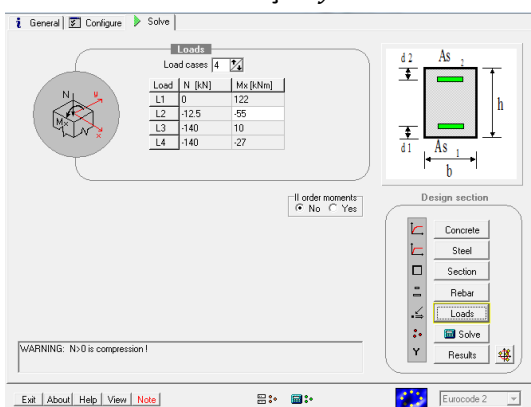 General Configure Solve
Loads
Load cases 4
Load N [kN] Mx [kNm]
L1 0 122
L2 -12.5 -55
L3 -140 10
L4 -140 -27
N
y
Mx
x
d 2 As 2
h
d 1 As 1
b
II order moments
No Yes
Design section
Concrete
Steel
Section
Rebar
Loads
Solve
Results
WARNING: N>0 is compression !
Exit About Help View Note
Eurocode 2